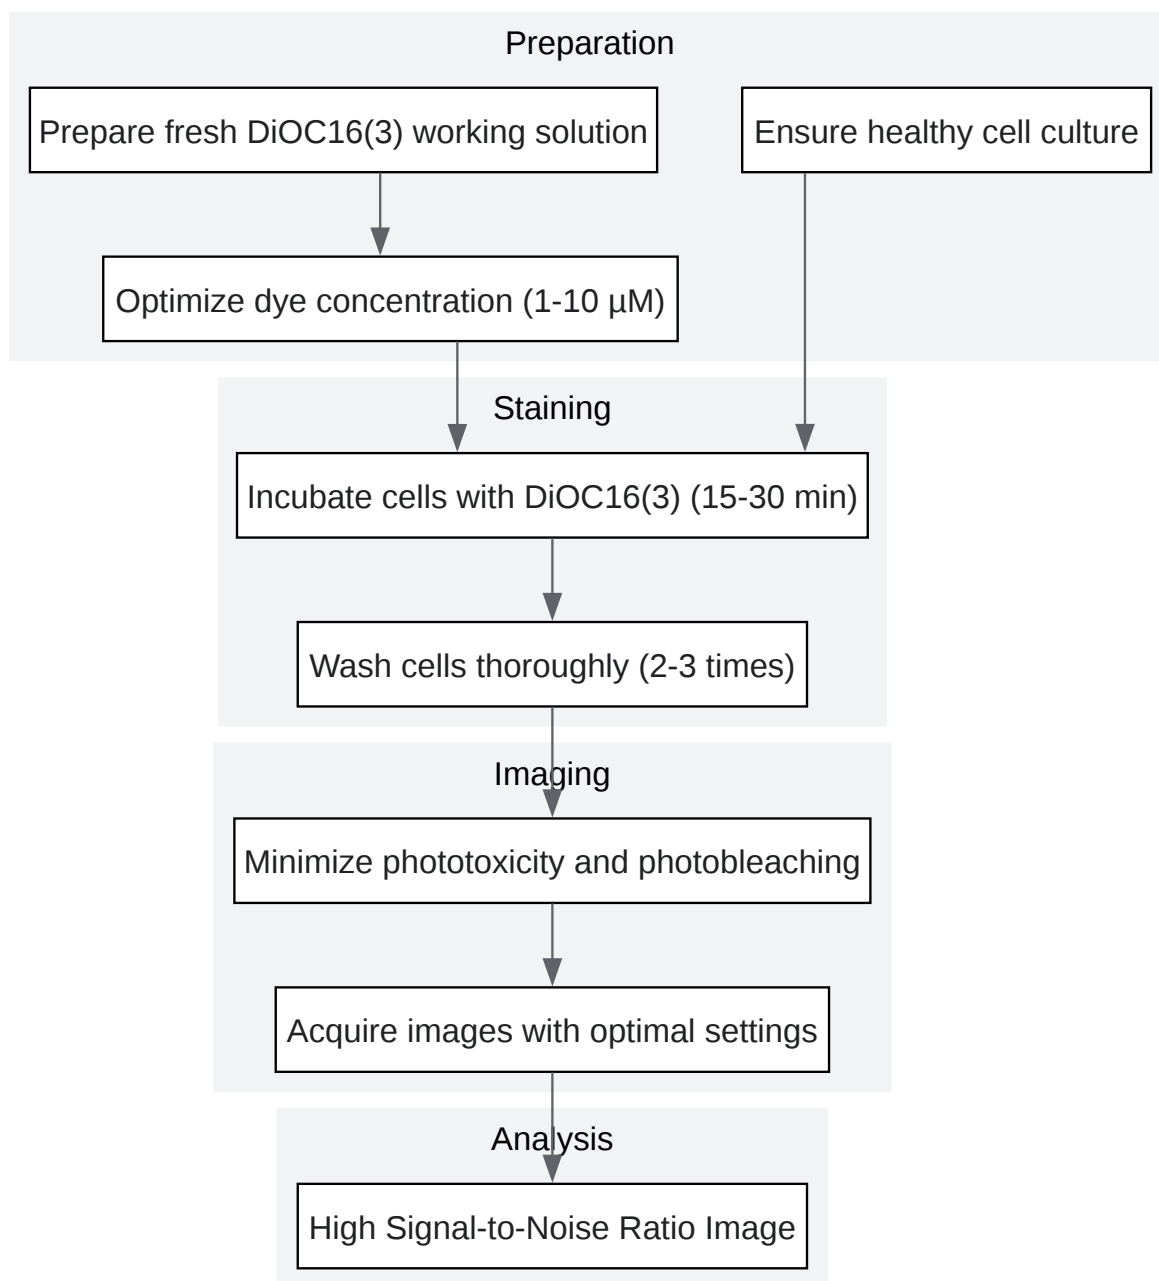 Preparation
Prepare fresh DiOC16(3) working solution
Ensure healthy cell culture
Optimize dye concentration (1-10 µM)
Staining
Incubate cells with DiOC16(3) (15-30 min)
Wash cells thoroughly (2-3 times)
Imaging
Minimize phototoxicity and photobleaching
Acquire images with optimal settings
Analysis
High Signal-to-Noise Ratio Image